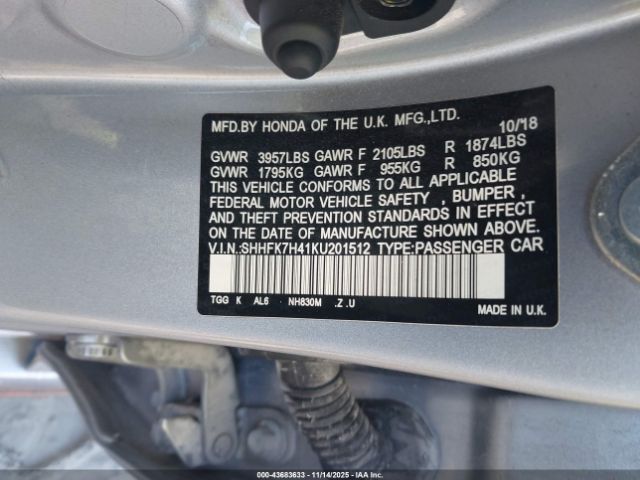 MFD.BY HONDA OF THE U.K. MFG.,LTD.
10/18
GVWR 3957LBS GAWR F 2105LBS R 1874LBS
GVWR 1795KG GAWR F 955KG R 850KG
THIS VEHICLE CONFORMS TO ALL APPLICABLE
FEDERAL MOTOR VEHICLE SAFETY , BUMPER ,
AND THEFT PREVENTION STANDARDS IN EFFECT
ON THE DATE OF MANUFACTURE SHOWN ABOVE.
V.I.N.:SHHFK7H41KU201512 TYPE:PASSENGER CAR
TGG K AL6 NH830M .Z .U
MADE IN U.K.
000-43683633 | 11/14/2025 | IAA Inc.